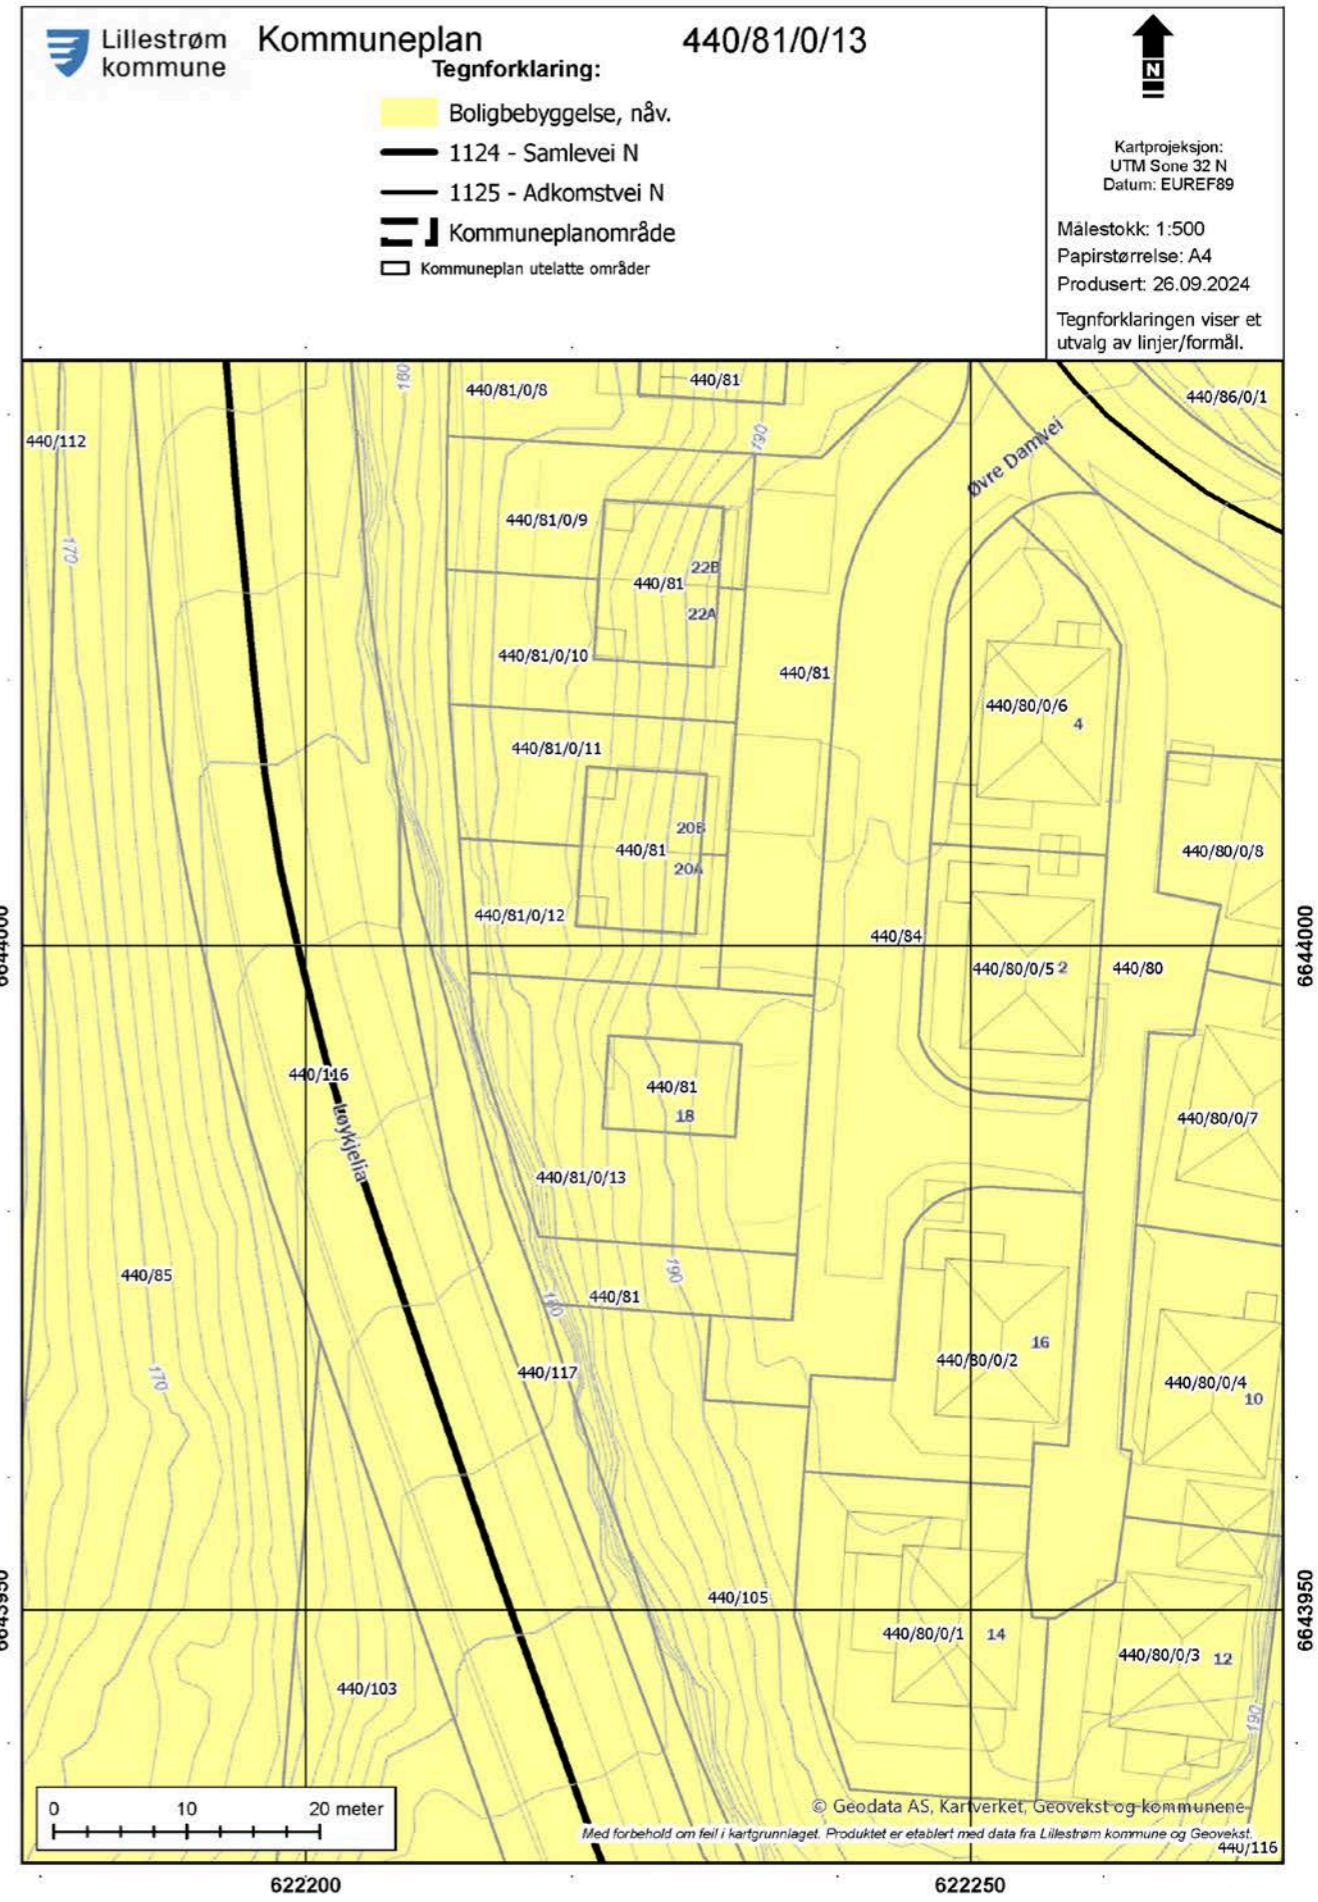 Lillestrøm
kommune
Kommuneplan
440/81/0/13
Tegnforklaring:
Boligbebyggelse, nåv.
1124 - Samlevei N
1125 - Adkomstvei N
Kommuneplanområde
Kommuneplan utelatte områder
N
Kartprojeksjon:
UTM Sone 32 N
Datum: EUREF89
Målestokk: 1:500
Papirstørrelse: A4
Produsert: 26.09.2024
Tegnforklaringen viser et
utvalg av linjer/formål.
180
440/81/0/8
440/81
440/86/0/1
440/112
190
Øvre Damvei
440/81/0/9
170
22B
440/81
22A
440/81/0/10
440/81
440/80/0/6
4
440/81/0/11
20B
440/81
20A
440/80/0/8
440/81/0/12
440/84
6644000
6644000
440/80/0/5
2
440/80
440/116
440/81
18
Løykjelia
440/80/0/7
440/81/0/13
440/85
190
440/81
180
16
440/80/0/2
440/117
170
440/80/0/4
10
440/105
6643950
6643950
440/80/0/1
14
440/80/0/3
12
440/103
190
0
10
20 meter
© Geodata AS, Kartverket, Geovekst og kommunene
Med forbehold om feil i kartgrunnlaget. Produktet er etablert med data fra Lillestrøm kommune og Geovekst.
440/116
622200
622250